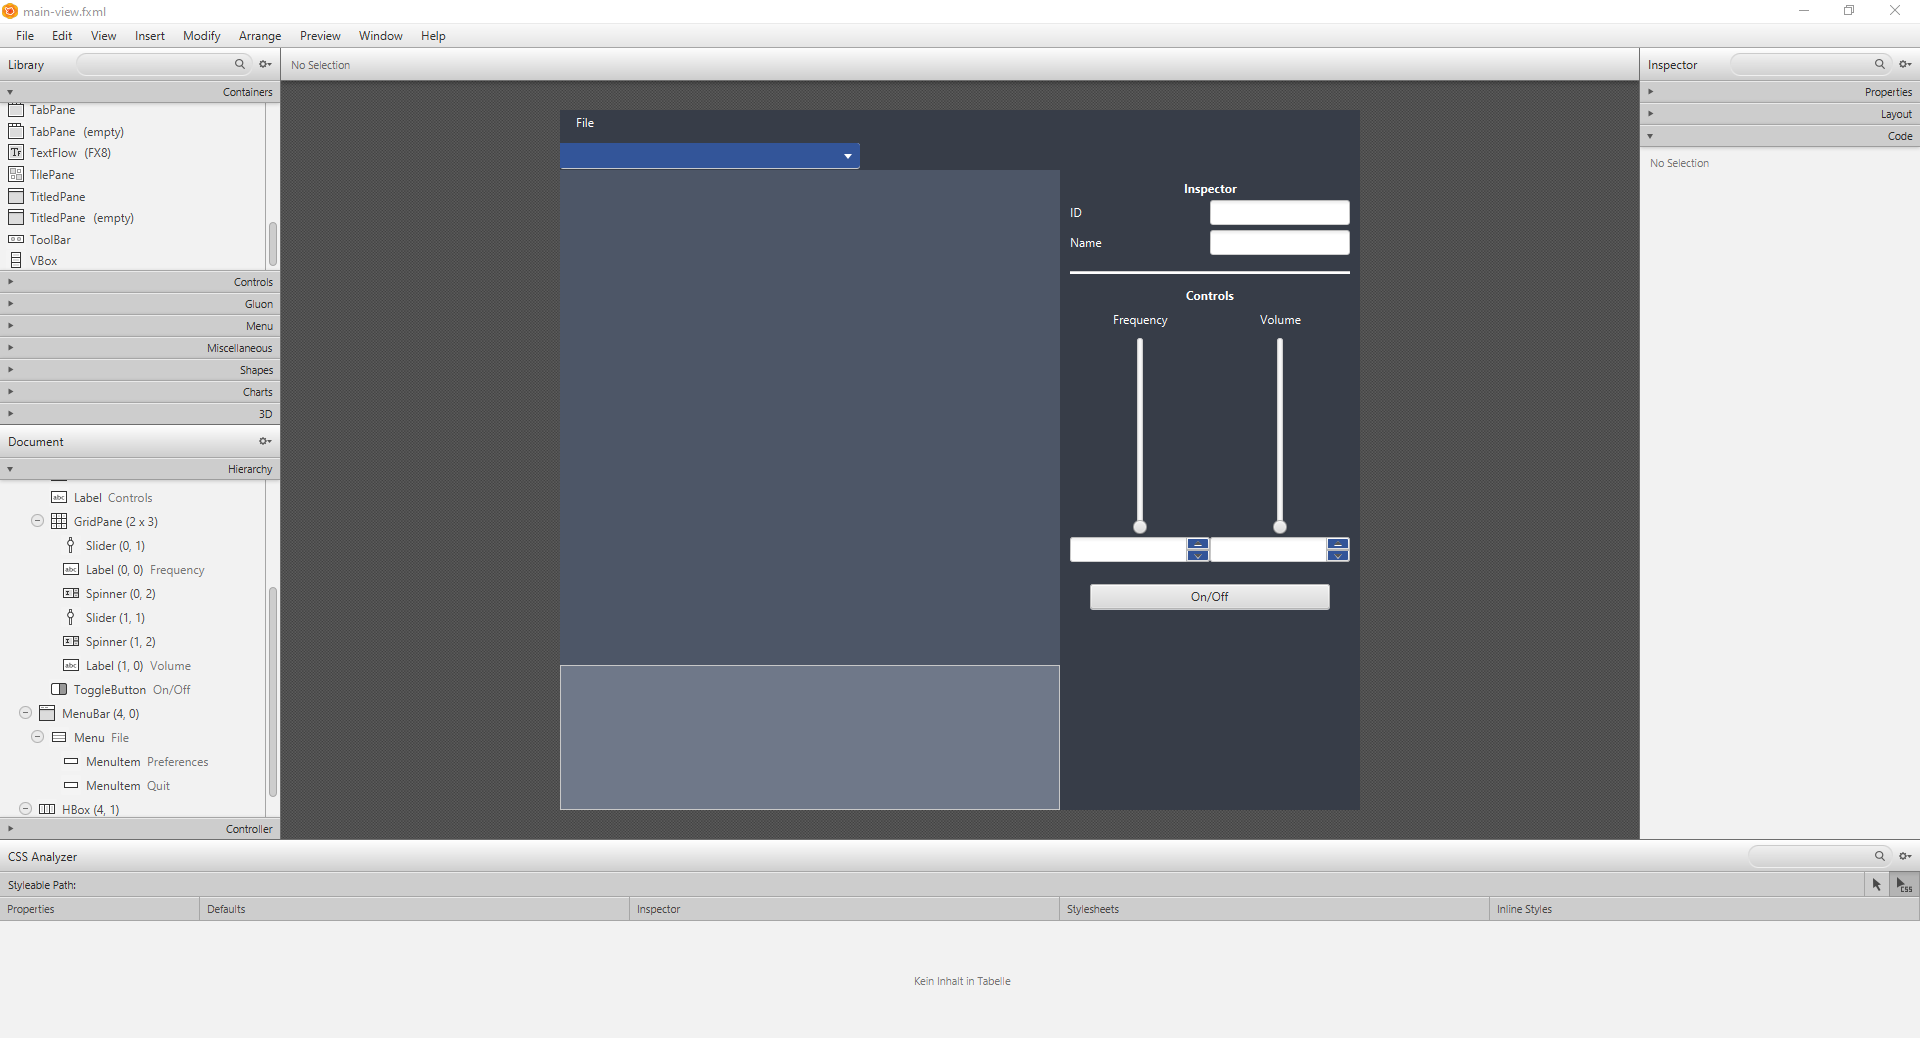 main-view.fxml
File Edit View Insert Modify Arrange Preview Window Help
Library
No Selection
Inspector
Containers
TabPane
TabPane (empty)
TextFlow (FX8)
TilePane
TitledPane
TitledPane (empty)
ToolBar
VBox
Controls
Gluon
Menu
Miscellaneous
Shapes
Charts
3D
Document
Hierarchy
Label Controls
GridPane (2 x 3)
Slider (0, 1)
Label (0, 0) Frequency
Spinner (0, 2)
Slider (1, 1)
Spinner (1, 2)
Label (1, 0) Volume
ToggleButton On/Off
MenuBar (4, 0)
Menu File
MenuItem Preferences
MenuItem Quit
HBox (4, 1)
Controller
File
Inspector
ID
Name
Controls
Frequency Volume
On/Off
Properties
Layout
Code
No Selection
CSS Analyzer
Styleable Path:
CSS
Properties Defaults Inspector Stylesheets Inline Styles
Kein Inhalt in Tabelle